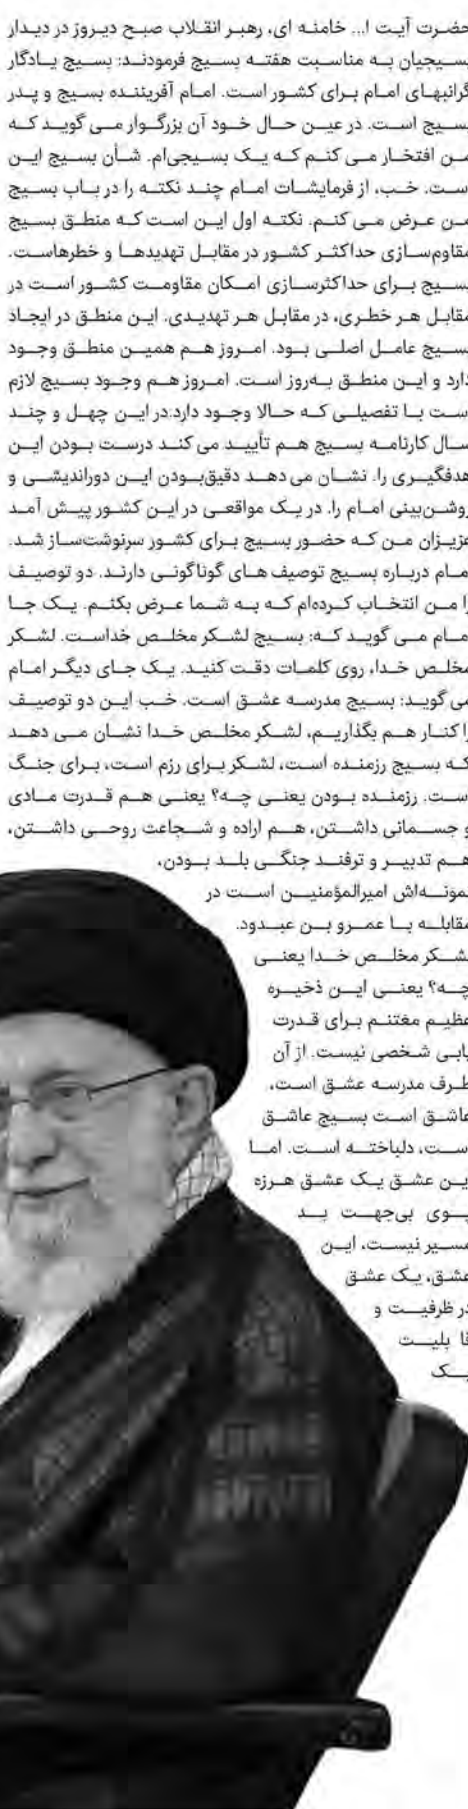 حضرت آیت ا... خامنه ای، رهبر انقلاب صبح دیروز در دیدار
بسیجیان به مناسبت هفته بسیج فرمودند: بسیج یادگار
گرانبهای امام برای کشور است. امام آفریننده بسیج و پدر
بسیج است. در عین حال خود آن بزرگوار می گوید که
من افتخار می کنم که یک بسیجی‌ام. شأن بسیج این
است. خب، از فرمایشات امام چند نکته را در باب بسیج
من عرض می کنم. نکته اول این است که منطق بسیج
مقاوم‌سازی حداکثر کشور در مقابل تهدیدها و خطرهاست.
بسیج برای حداکثرسازی امکان مقاومت کشور است در
مقابل هر خطری، در مقابل هر تهدیدی. این منطق در ایجاد
بسیج عامل اصلی بود. امروز هم همین منطق وجود
دارد و این منطق به‌روز است. امروز هم وجود بسیج لازم
است با تفصیلی که حالا وجود دارد.در این چهل و چند
سال کارنامه بسیج هم تأیید می کند درست بودن این
هدفگیری را. نشان می دهد دقیق‌بودن این دوراندیشی و
روشن‌بینی امام را. در یک مواقعی در این کشور پیش آمد
عزیزان من که حضور بسیج برای کشور سرنوشت‌ساز شد.
امام درباره بسیج توصیف های گوناگونی دارند. دو توصیف
را من انتخاب کرده‌ام که به شما عرض بکنم. یک جا
امام می گوید که: بسیج لشکر مخلص خداست. لشکر
مخلص خدا، روی کلمات دقت کنید. یک جای دیگر امام
می گوید: بسیج مدرسه عشق است. خب این دو توصیف
را کنار هم بگذاریم، لشکر مخلص خدا نشان می دهد
که بسیج رزمنده است، لشکر برای رزم است، برای جنگ
است. رزمنده بودن یعنی چه؟ یعنی هم قدرت مادی
و جسمانی داشتن، هم اراده و شجاعت روحی داشتن،
هم تدبیر و ترفند جنگی بلد بودن،
نمونه‌اش امیرالمؤمنین است در
مقابله با عمرو بن عبدود.
لشکر مخلص خدا یعنی
چه؟ یعنی این ذخیره
عظیم مغتنم برای قدرت
یابی شخصی نیست. از آن
طرف مدرسه عشق است،
عاشق است بسیج عاشق
است، دلباخته است. اما
این عشق یک عشق هرزه
پوی بی‌جهت بد
مسیر نیست، این
عشق، یک عشق
در ظرفیت و
قا بلیت
یک